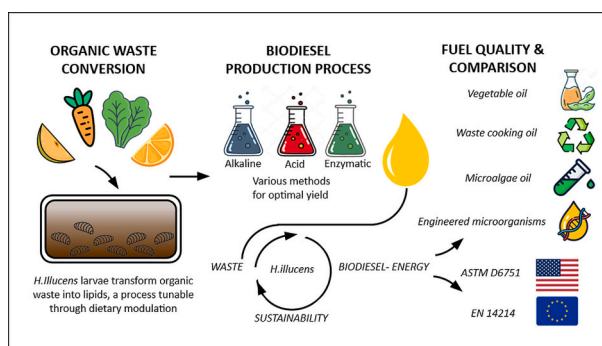 ORGANIC WASTE
CONVERSION
H.Illucens larvae transform organic
waste into lipids, a process tunable
through dietary modulation
BIODIESEL
PRODUCTION PROCESS
Alkaline
Acid
Enzymatic
Various methods
for optimal yield
WASTE
H.illucens
BIODIESEL- ENERGY
SUSTAINABILITY
FUEL QUALITY &
COMPARISON
Vegetable oil
Waste cooking oil
Microalgae oil
Engineered microorganisms
ASTM D6751
EN 14214